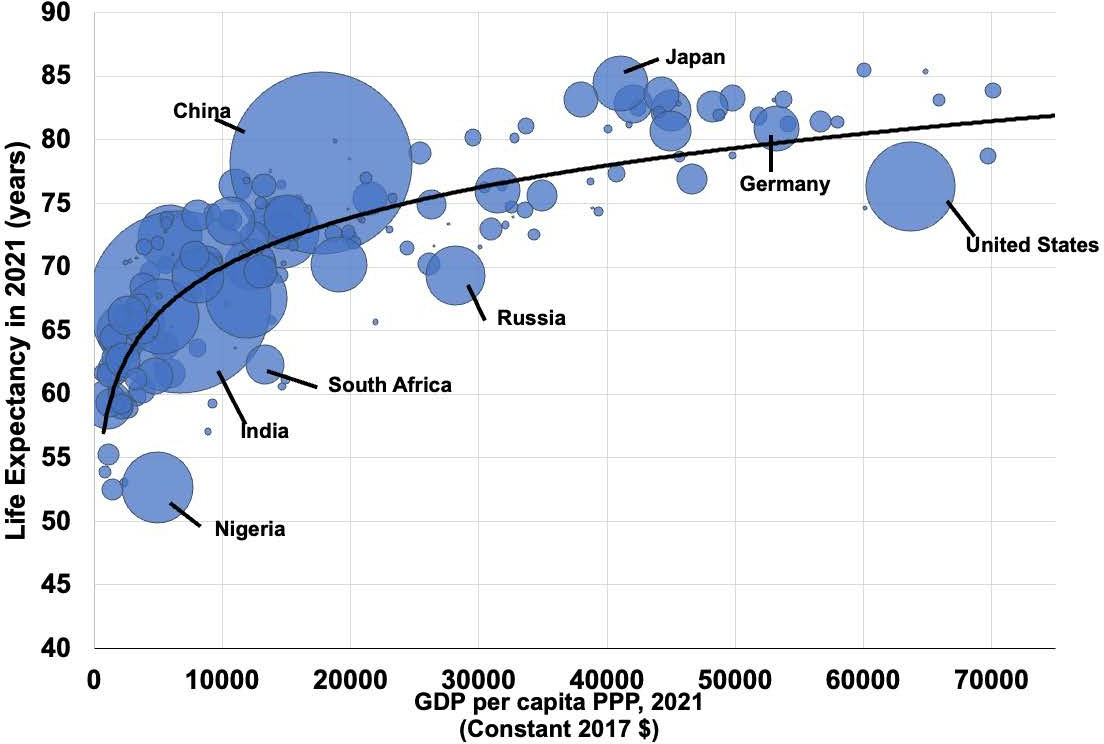 90
85
80
75
70
65
60
55
50
45
40
Life Expectancy in 2021 (years)
China
Japan
Germany
United States
Russia
South Africa
India
Nigeria
0 10000 20000 30000 40000 50000 60000 70000
GDP per capita PPP, 2021
(Constant 2017 $)